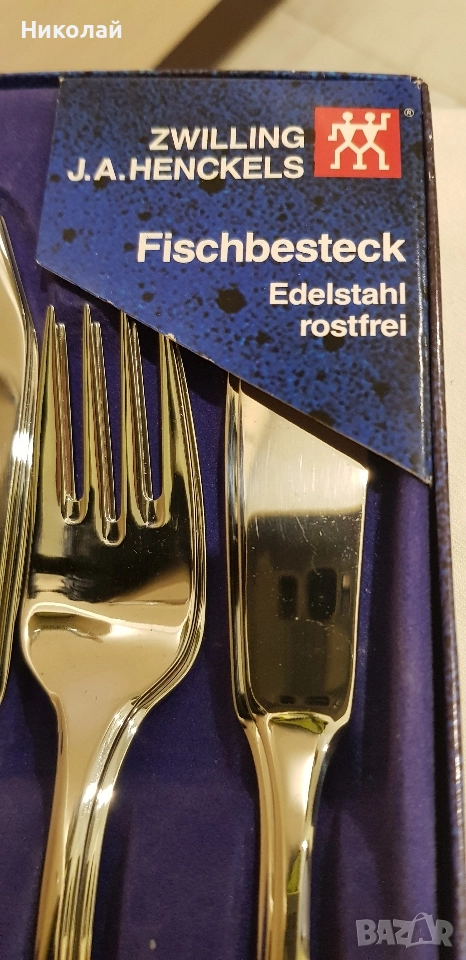 Николай
ZWILLING
J.A.HENCKELS
®
Fischbesteck
Edelstahl
rostfrei
BAZAR